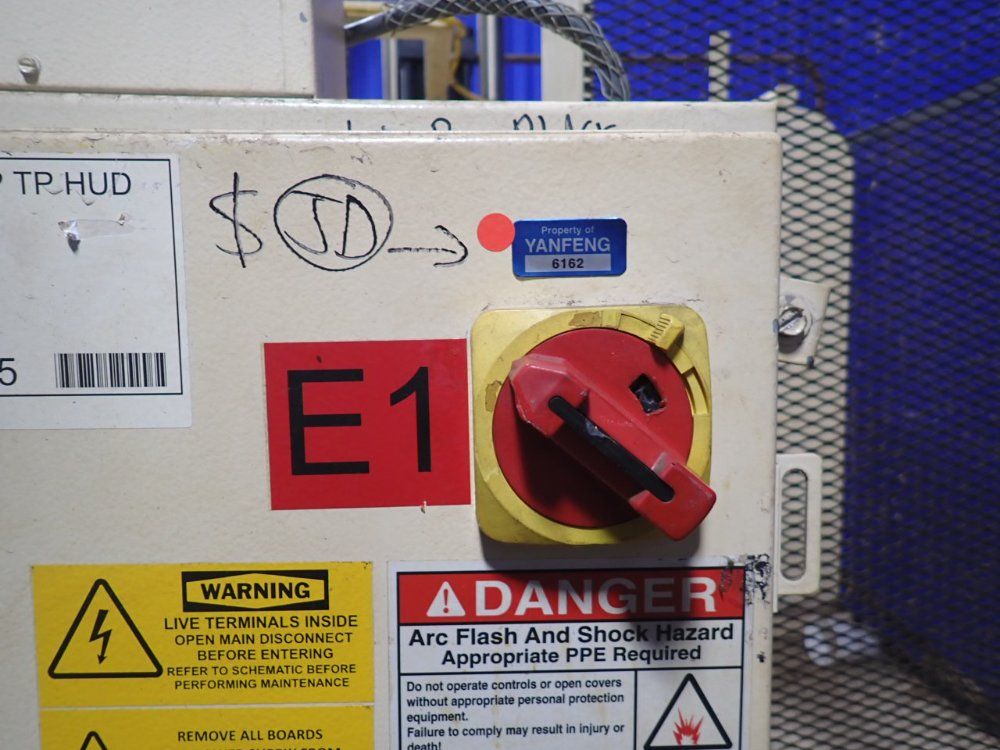 BLACK
TP HUD
$ JD →
Property of
YANFENG
6162
5
E1
WARNING
LIVE TERMINALS INSIDE
OPEN MAIN DISCONNECT
BEFORE ENTERING
REFER TO SCHEMATIC BEFORE
PERFORMING MAINTENANCE
REMOVE ALL BOARDS
DANGER
Arc Flash And Shock Hazard
Appropriate PPE Required
Do not operate controls or open covers
without appropriate personal protection
equipment.
Failure to comply may result in injury or
death!